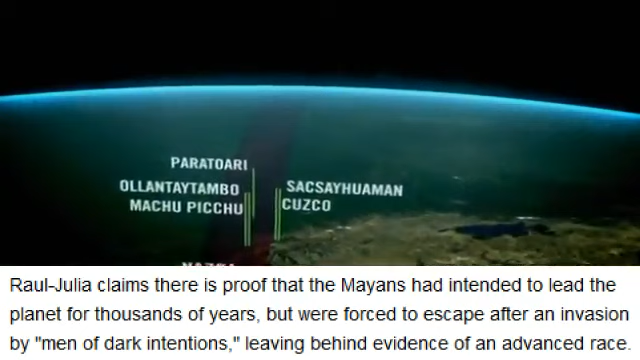 PARATOARI
OLLANTAYTAMBO SACSAYHUAMAN
MACHU PICCHU CUZCO
Raul-Julia claims there is proof that the Mayans had intended to lead the
planet for thousands of years, but were forced to escape after an invasion
by "men of dark intentions," leaving behind evidence of an advanced race.